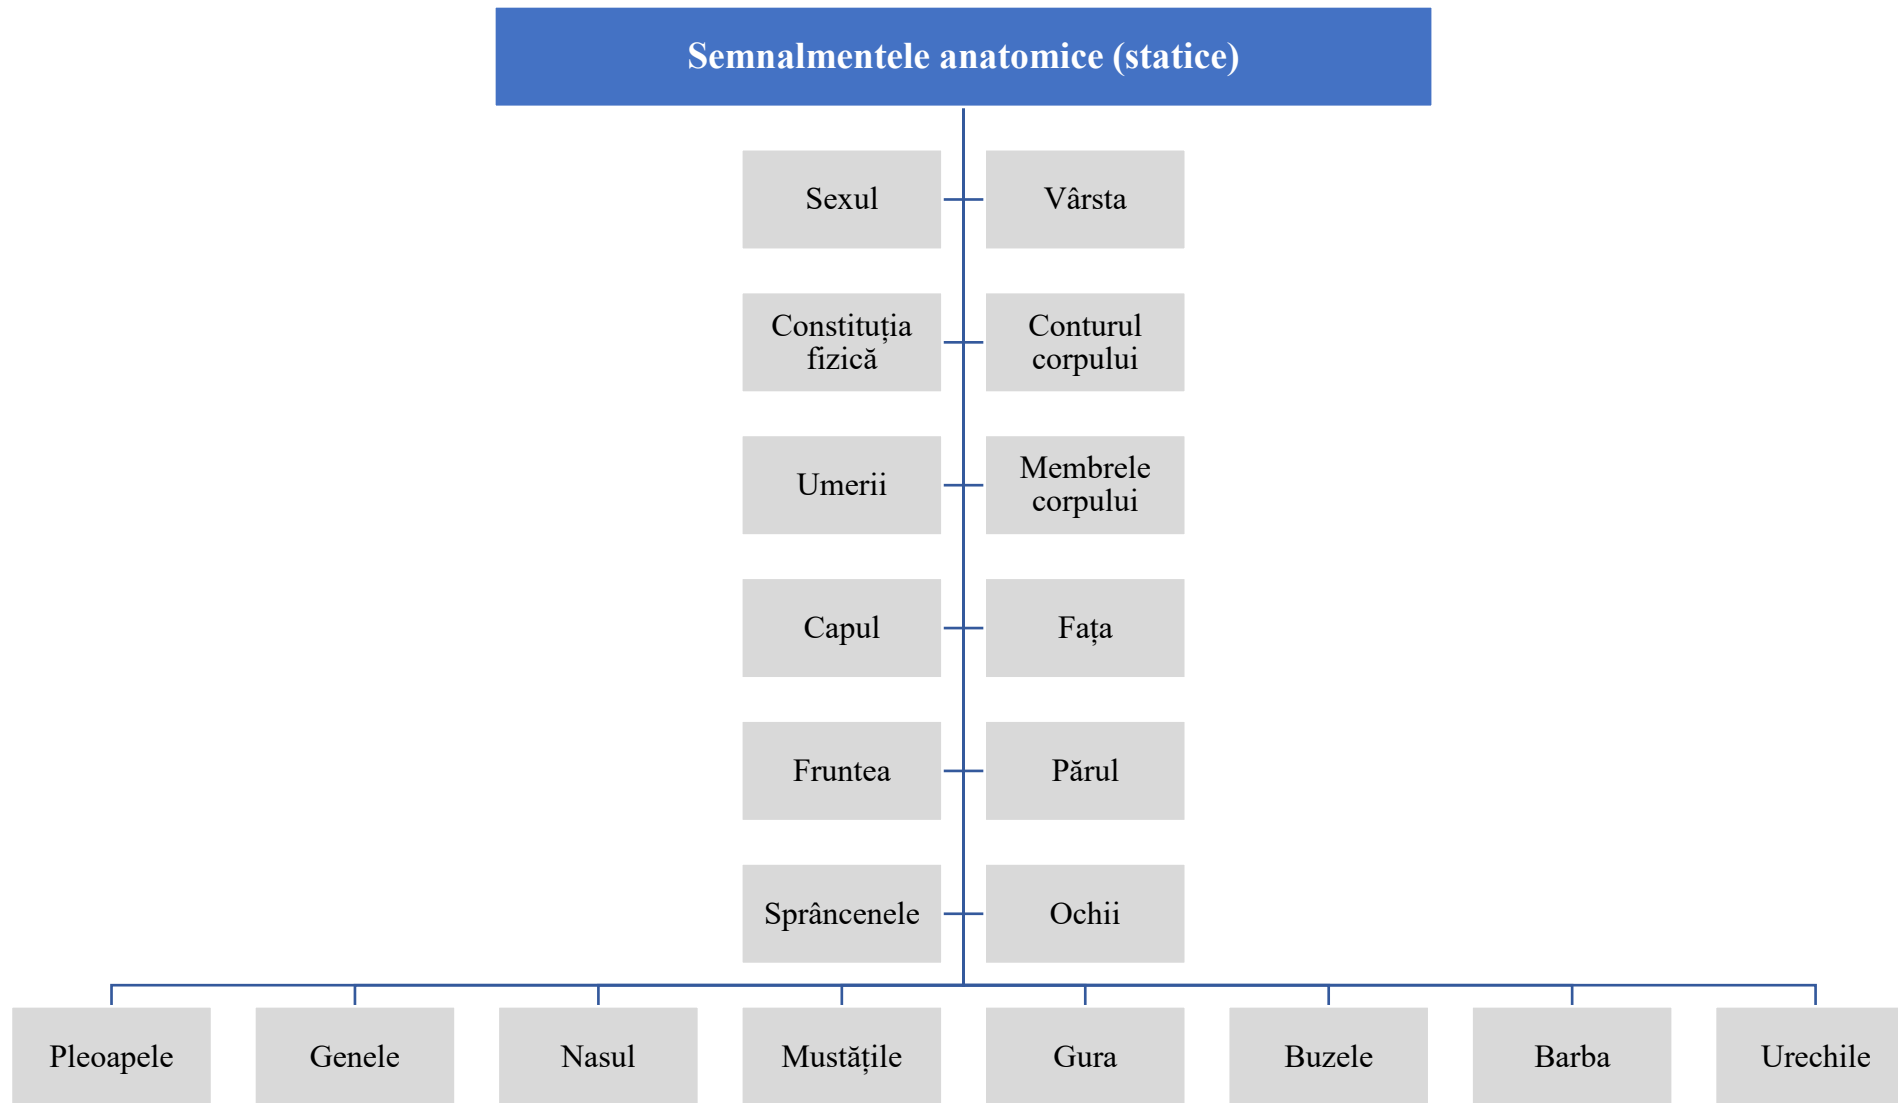 Semnalmentele anatomice (statice)
Sexul
Vârsta
Constituția
fizică
Conturul
corpului
Umerii
Membrele
corpului
Capul
Fața
Fruntea
Părul
Sprâncenele
Ochii
Pleoapele
Genele
Nasul
Mustățile
Gura
Buzele
Barba
Urechile